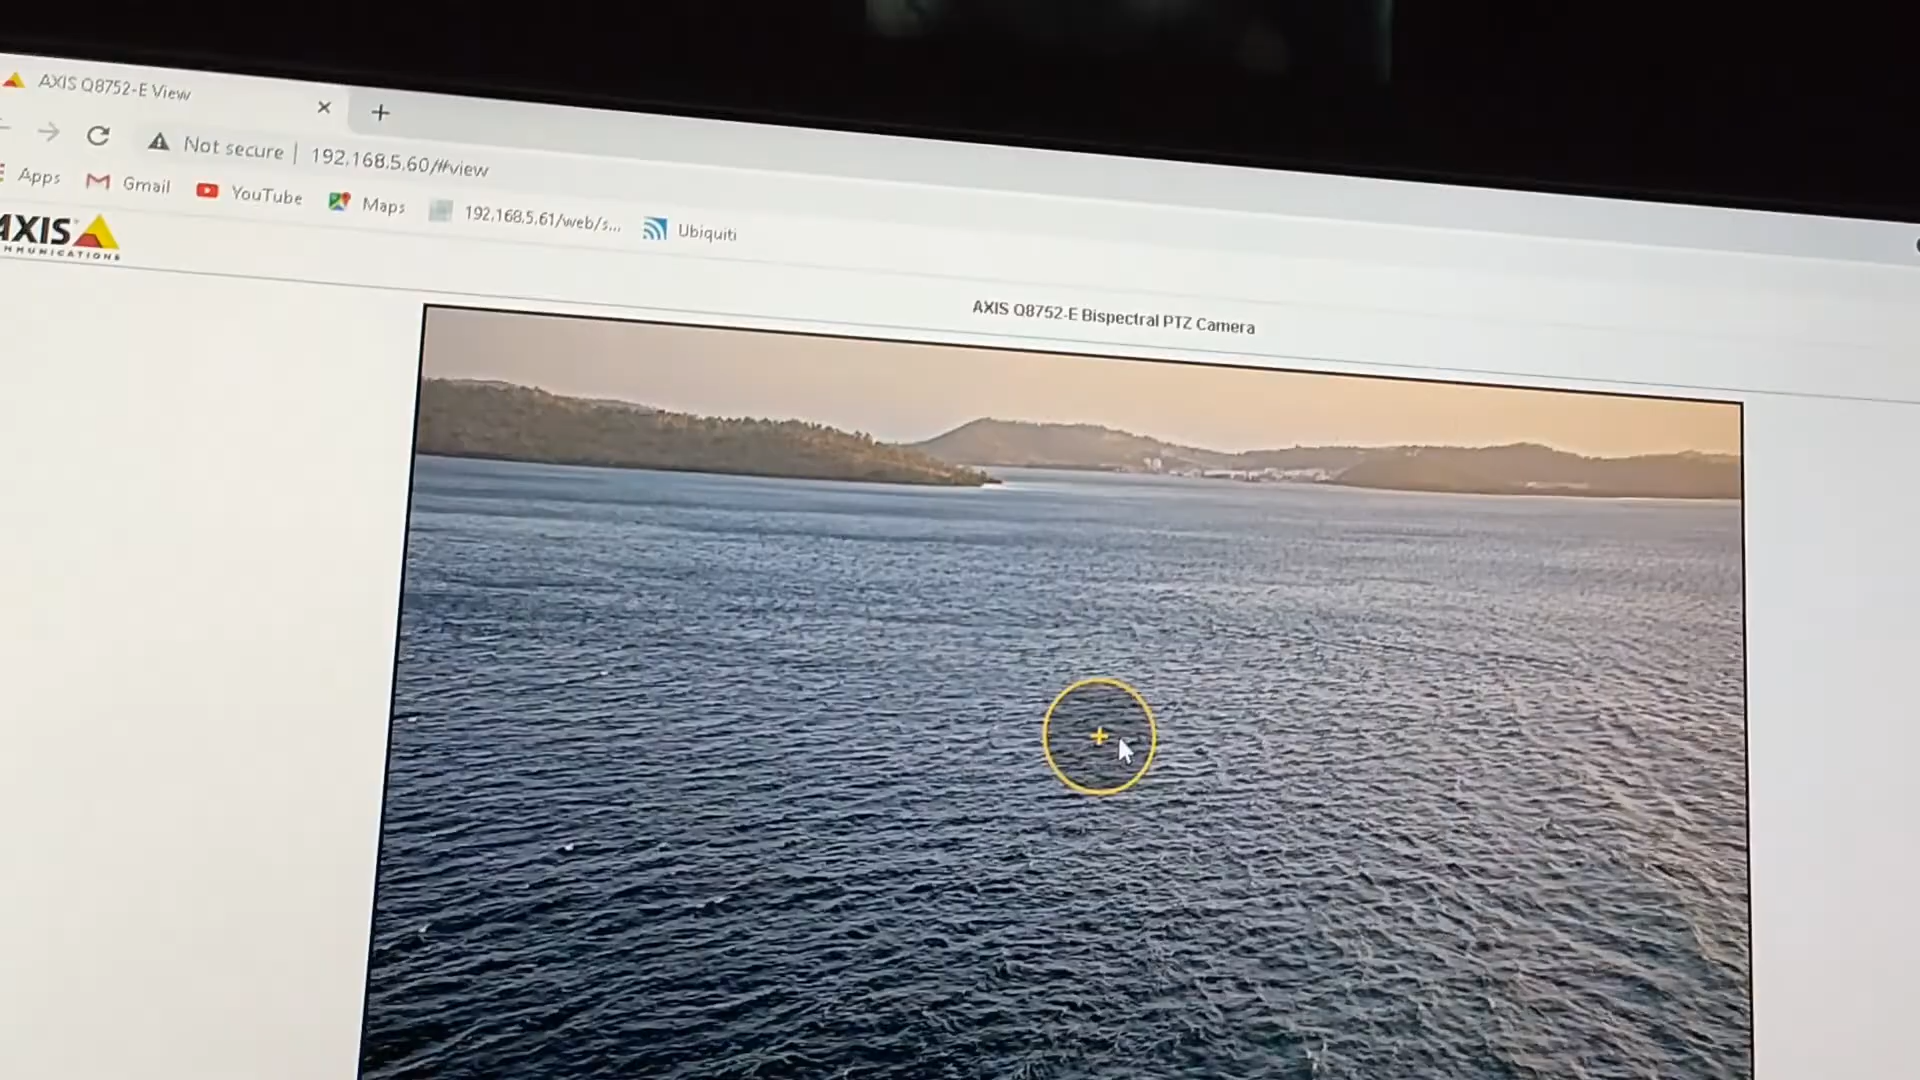 AXIS Q8752-E View
Not secure | 192.168.5.60/#view
Apps Gmail YouTube Maps 192.168.5.61/web/s... Ubiquiti
AXIS
AXIS Q8752-E Bispectral PTZ Camera